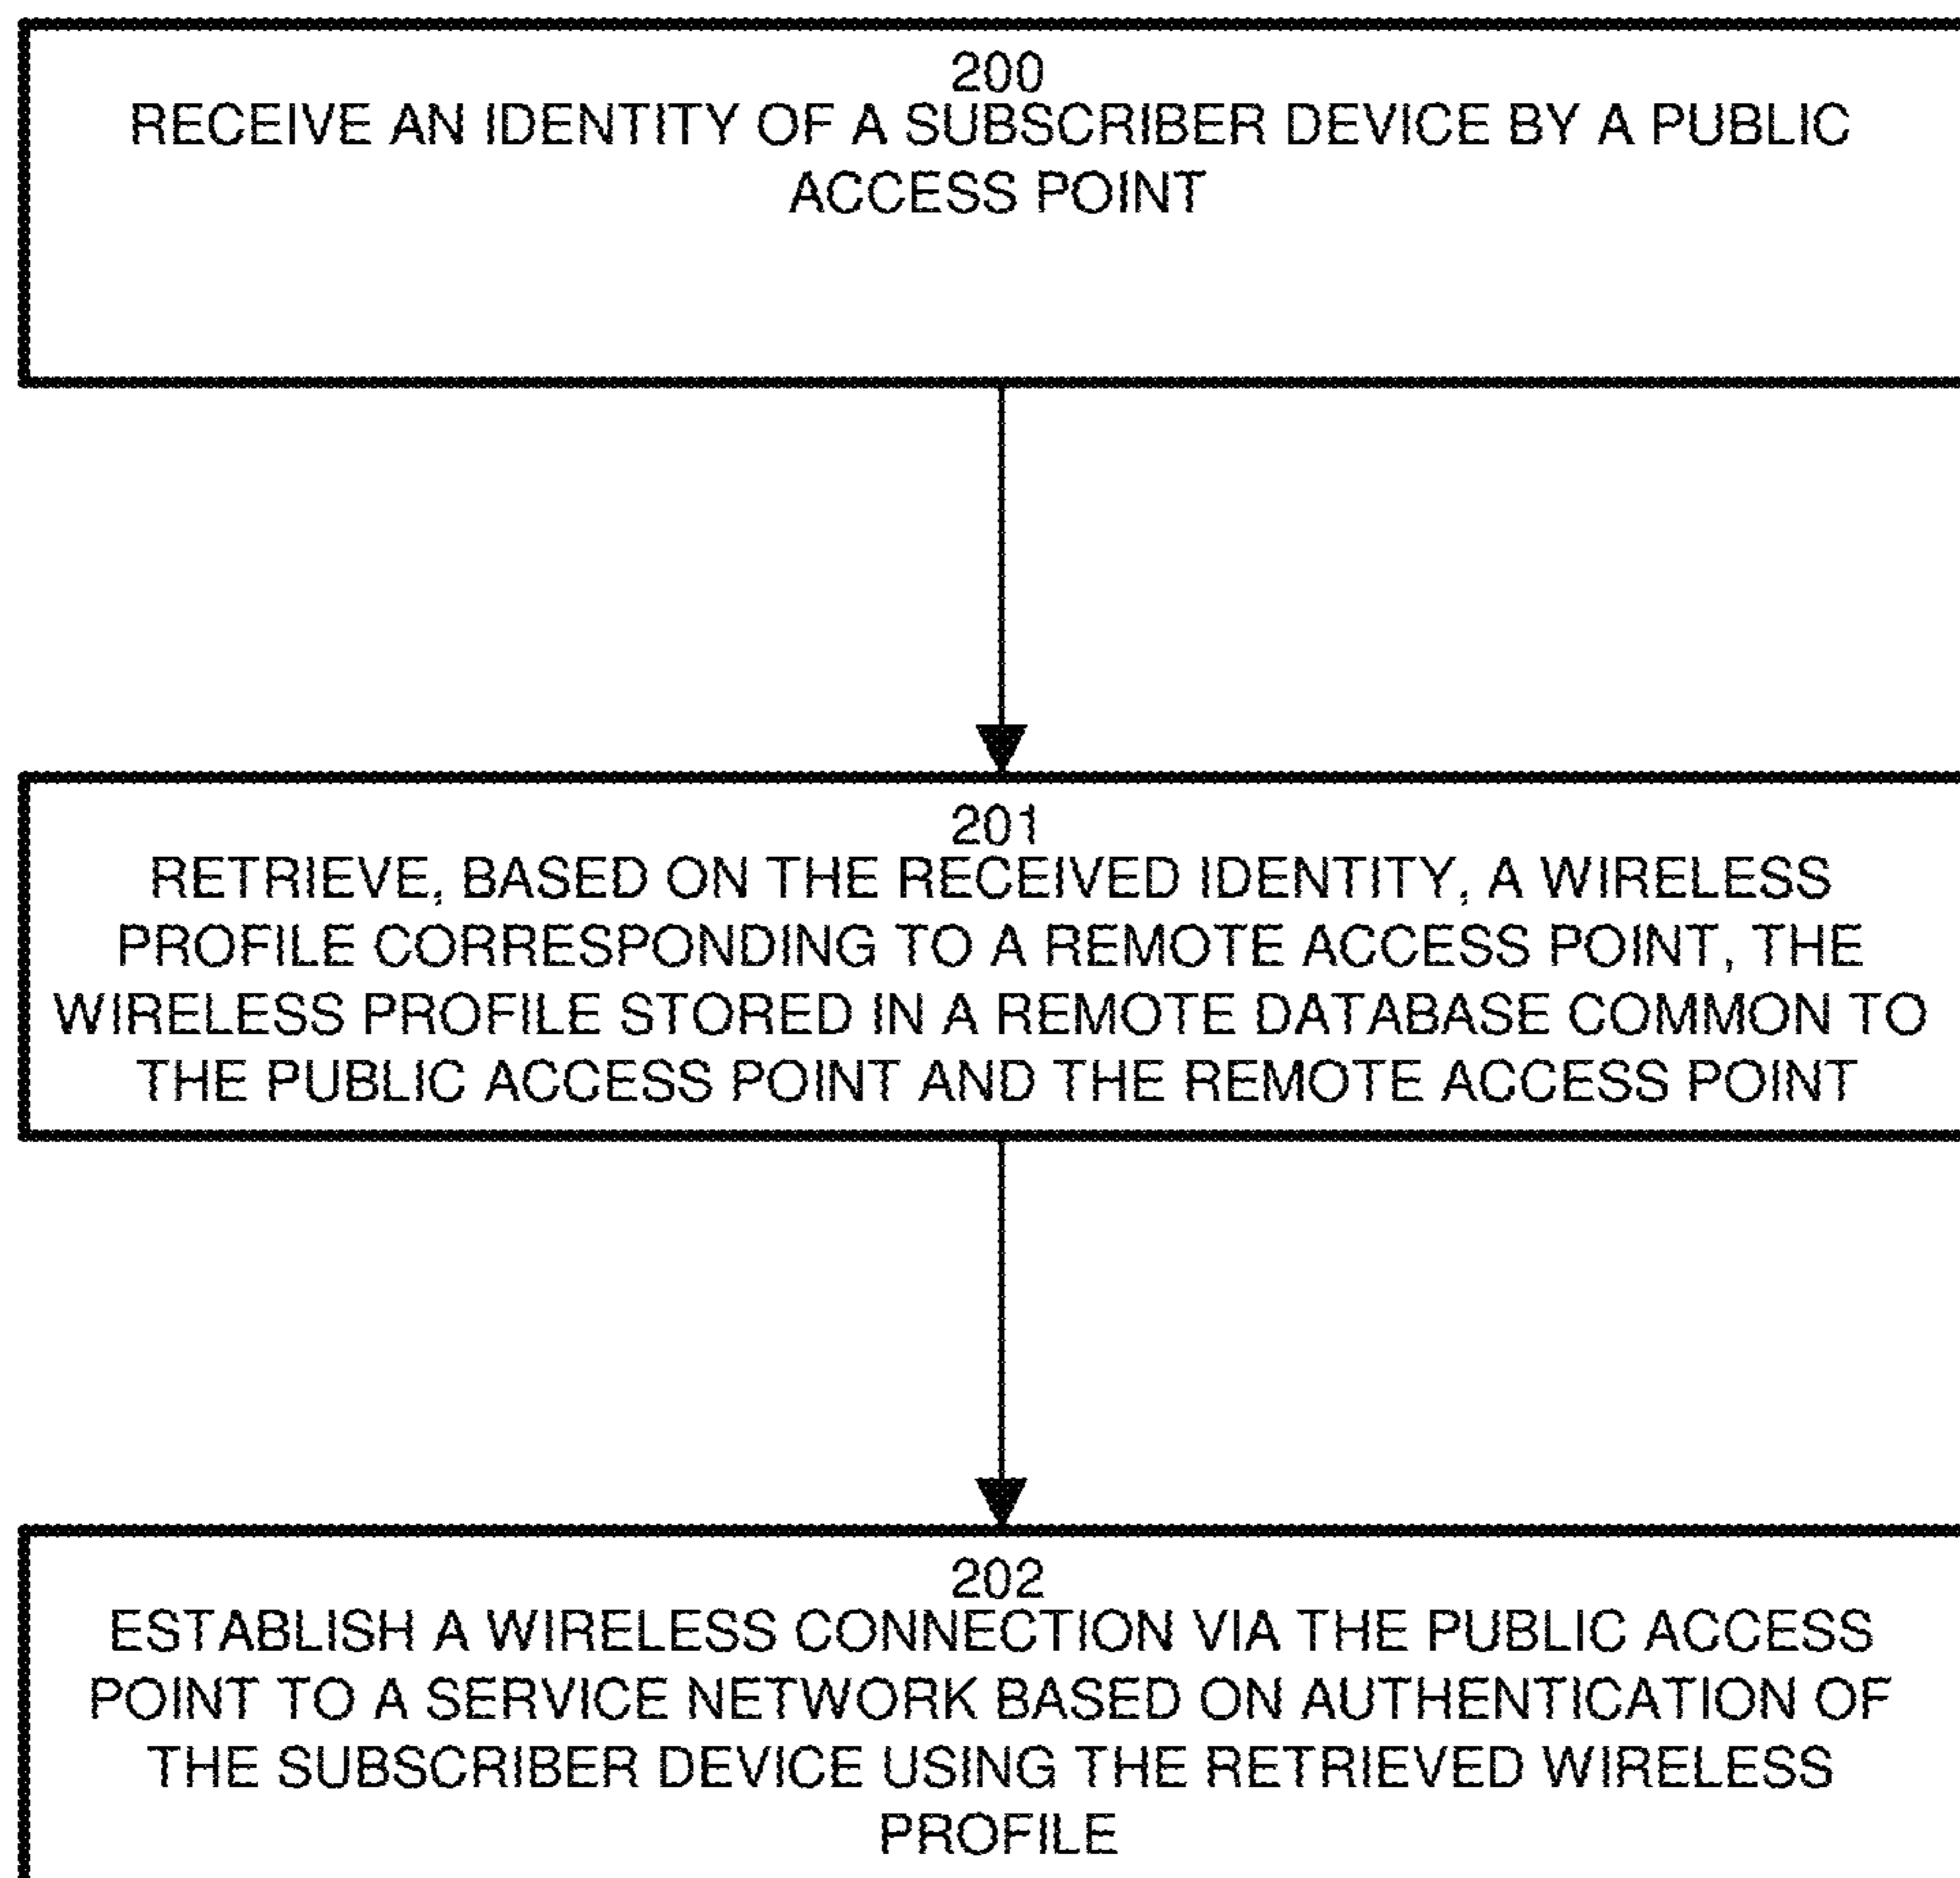 200
RECEIVE AN IDENTITY OF A SUBSCRIBER DEVICE BY A PUBLIC
ACCESS POINT
201
RETRIEVE, BASED ON THE RECEIVED IDENTITY, A WIRELESS
PROFILE CORRESPONDING TO A REMOTE ACCESS POINT, THE
WIRELESS PROFILE STORED IN A REMOTE DATABASE COMMON TO
THE PUBLIC ACCESS POINT AND THE REMOTE ACCESS POINT
202
ESTABLISH A WIRELESS CONNECTION VIA THE PUBLIC ACCESS
POINT TO A SERVICE NETWORK BASED ON AUTHENTICATION OF
THE SUBSCRIBER DEVICE USING THE RETRIEVED WIRELESS
PROFILE